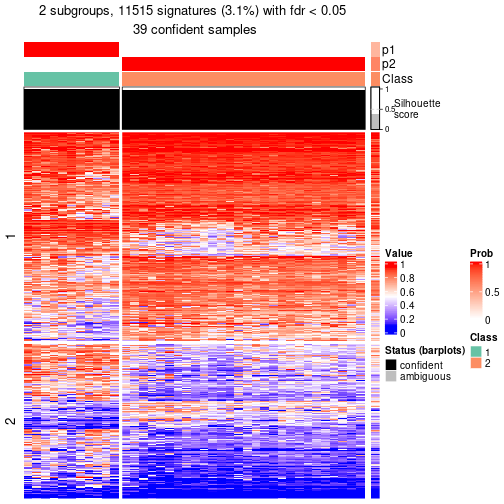 2 subgroups, 11515 signatures (3.1%) with fdr < 0.05
39 confident samples
p1
p2
Class
1
0.5
0
Silhouette
score
1
2
Value
1
0.8
0.6
0.4
0.2
0
Prob
1
0.5
0
Status (barplots)
confident
ambiguous
Class
1
2